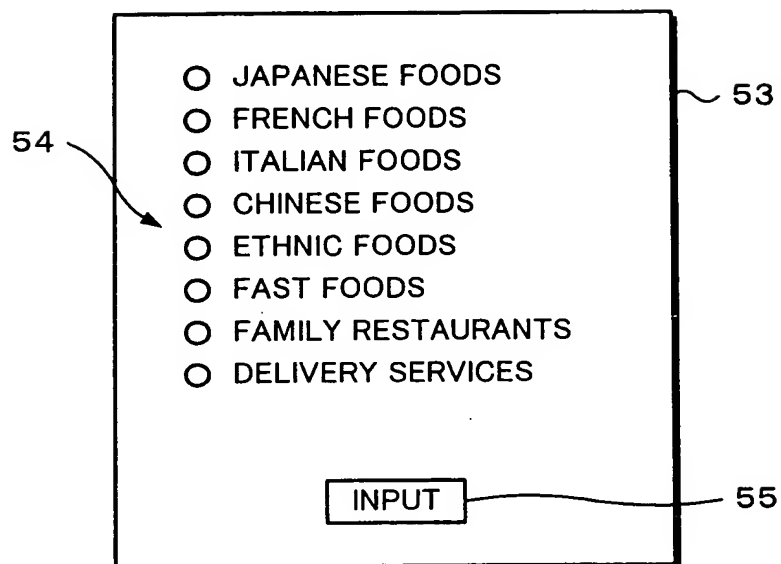 JAPANESE FOODS
53
FRENCH FOODS
54
ITALIAN FOODS
CHINESE FOODS
ETHNIC FOODS
FAST FOODS
FAMILY RESTAURANTS
DELIVERY SERVICES
INPUT
55